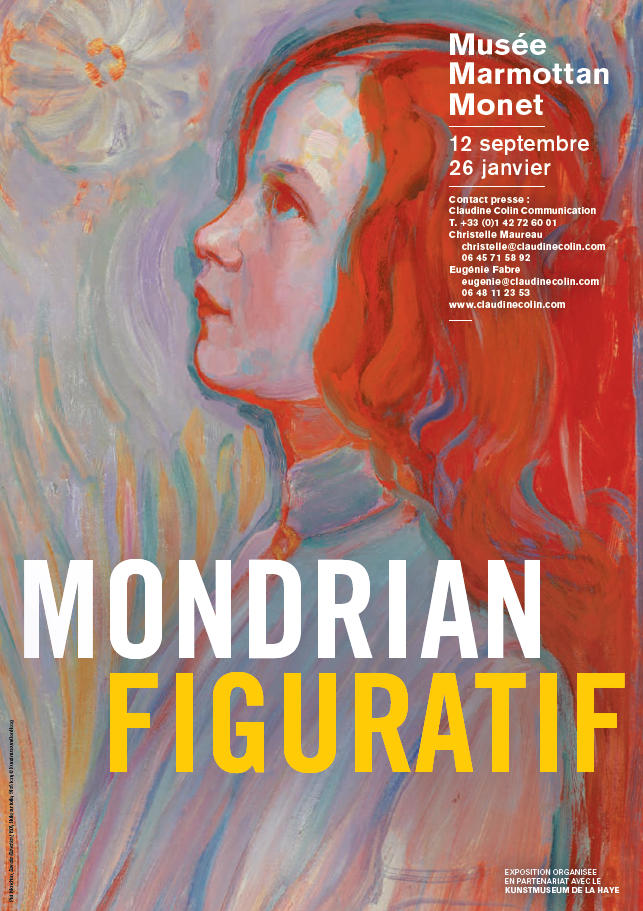 Musée
Marmottan
Monet
12 septembre
26 janvier
Contact presse :
Claudine Colin Communication
T. +33 (0)1 42 72 60 01
Christelle Maureau
christelle@claudinecolin.com
06 45 71 58 92
Eugénie Fabre
eugenie@claudinecolin.com
06 48 11 23 53
www.claudinecolin.com
MONDRIAN
FIGURATIF
EXPOSITION ORGANISÉE
EN PARTENARIAT AVEC LE
KUNSTMUSEUM DE LA HAYE